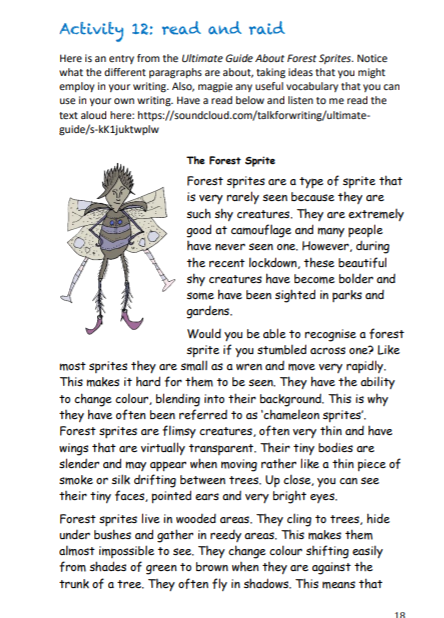 Activity 12: read and raid
Here is an entry from the Ultimate Guide About Forest Sprites. Notice
what the different paragraphs are about, taking ideas that you might
employ in your writing. Also, magpie any useful vocabulary that you can
use in your own writing. Have a read below and listen to me read the
text aloud here: https://soundcloud.com/talkforwriting/ultimate-
guide/s-kK1juktwplw
The Forest Sprite
Forest sprites are a type of sprite that
is very rarely seen because they are
such shy creatures. They are extremely
good at camouflage and many people
have never seen one. However, during
the recent lockdown, these beautiful
shy creatures have become bolder and
some have been sighted in parks and
gardens.
Would you be able to recognise a forest
sprite if you stumbled across one? Like
most sprites they are small as a wren and move very rapidly.
This makes it hard for them to be seen. They have the ability
to change colour, blending into their background. This is why
they have often been referred to as 'chameleon sprites'.
Forest sprites are flimsy creatures, often very thin and have
wings that are virtually transparent. Their tiny bodies are
slender and may appear when moving rather like a thin piece of
smoke or silk drifting between trees. Up close, you can see
their tiny faces, pointed ears and very bright eyes.
Forest sprites live in wooded areas. They cling to trees, hide
under bushes and gather in reedy areas. This makes them
almost impossible to see. They change colour shifting easily
from shades of green to brown when they are against the
trunk of a tree. They often fly in shadows. This means that
18